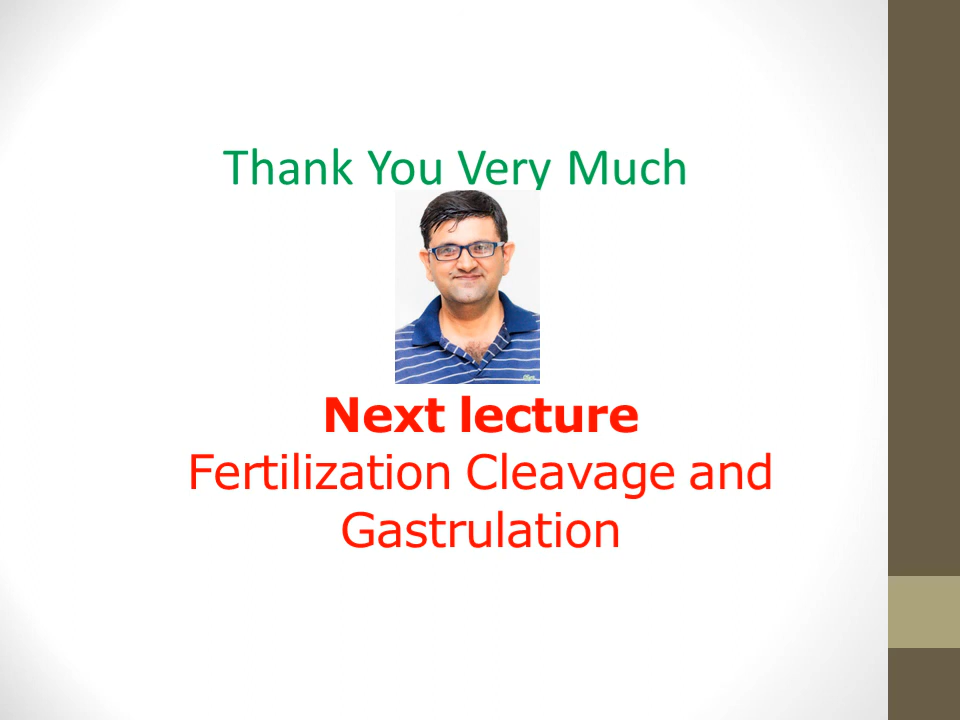 Thank You Very Much
Next lecture
Fertilization Cleavage and
Gastrulation